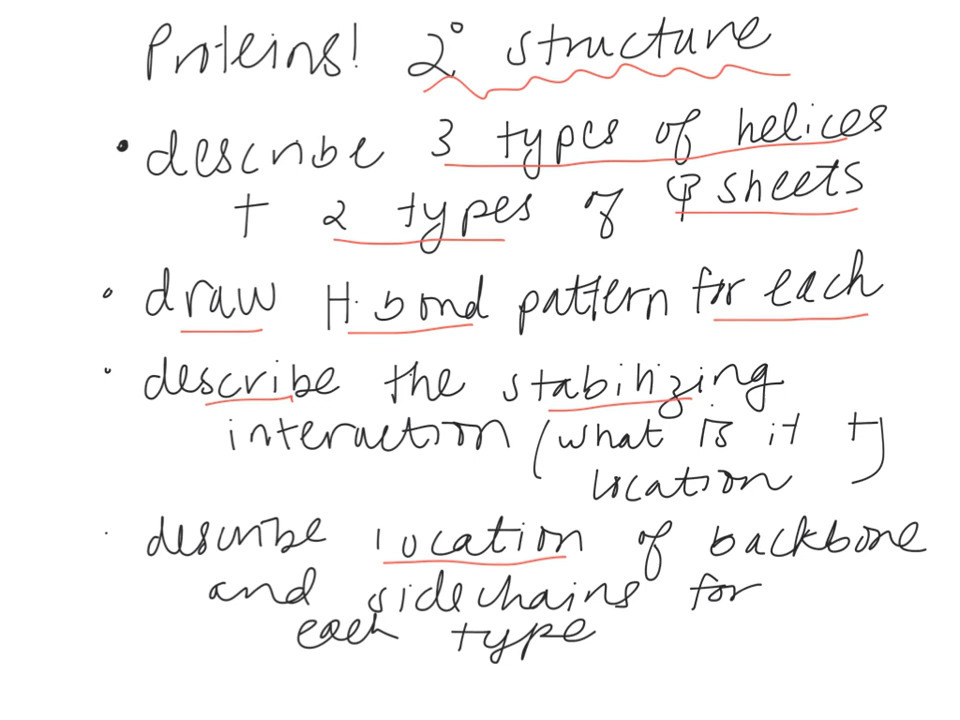 Proteins! 2° structure
• describe 3 types of helices
+ 2 types of β sheets
• draw H-bond pattern for each
• describe the stabilizing
interaction (what is it +
location)
• describe location of backbone
and sidechains for
each type